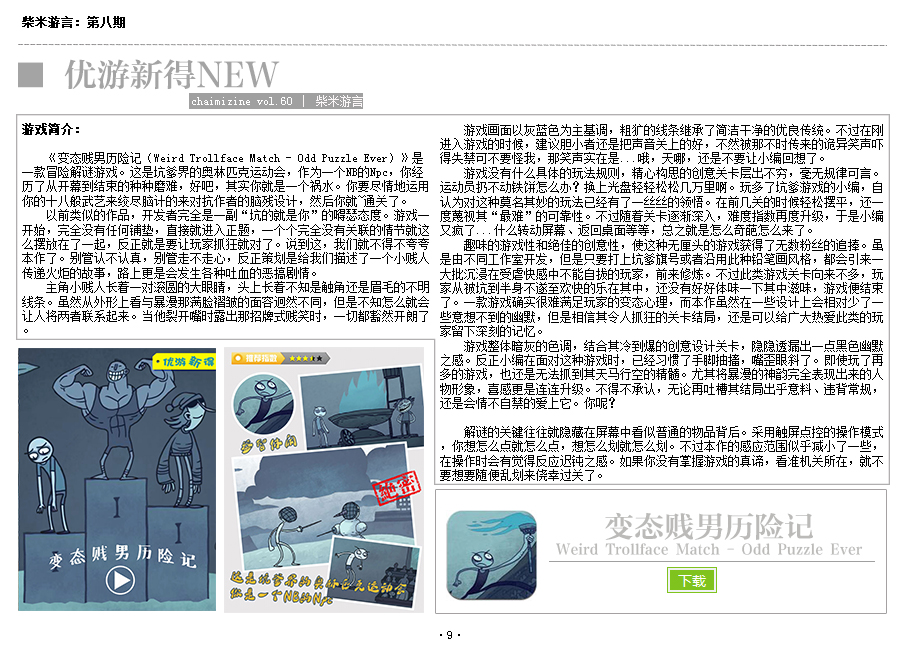 柴米游言：第八期
优游新得NEW
chaimizine vol.60 | 柴米游言
游戏简介：
《变态贱男历险记（Weird Trollface Match - Odd Puzzle Ever）》是
一款冒险解谜游戏。这是坑爹界的奥林匹克运动会，作为一个NB的Npc，你经
历了从开幕到结束的种种磨难，好吧，其实你就是一个祸水。你要尽情地运用
你的十八般武艺来绞尽脑计的来对抗作者的脑残设计，然后你就~通关了。
以前类似的作品，开发者完全是一副“坑的就是你”的嘚瑟态度。游戏一
开始，完全没有任何铺垫，直接就进入正题，一个个完全没有关联的情节就这
么摆放在了一起，反正就是要让玩家抓狂就对了。说到这，我们就不得不夸夸
本作了。别管认不认真，别管走不走心，反正策划是给我们描述了一个小贱人
传递火炬的故事，路上更是会发生各种吐血的恶搞剧情。
主角小贱人长着一对滚圆的大眼睛，头上长着不知是触角还是眉毛的不明
线条。虽然从外形上看与暴漫那满脸褶皱的面容迥然不同，但是不知怎么就会
让人将两者联系起来。当他裂开嘴时露出那招牌式贱笑时，一切都豁然开朗了
。
游戏画面以灰蓝色为主基调，粗犷的线条继承了简洁干净的优良传统。不过在刚
进入游戏的时候，建议胆小者还是把声音关上的好，不然被那不时传来的诡异笑声吓
得失禁可不要怪我，那笑声实在是...哦，天哪，还是不要让小编回想了。
游戏没有什么具体的玩法规则，精心构思的创意关卡层出不穷，毫无规律可言。
运动员扔不动铁饼怎么办？换上光盘轻轻松松几万里啊。玩多了坑爹游戏的小编，自
认为对这种莫名其妙的玩法已经有了一丝丝的领悟。在前几关的时候轻松摆平，还一
度蔑视其“最难”的可靠性。不过随着关卡逐渐深入，难度指数再度升级，于是小编
又疯了...什么转动屏幕、返回桌面等等，总之就是怎么奇葩怎么来了。
趣味的游戏性和绝佳的创意性，使这种无厘头的游戏获得了无数粉丝的追捧。虽
是由不同工作室开发，但是只要打上坑爹旗号或者沿用此种铅笔画风格，都会引来一
大批沉浸在受虐快感中不能自拔的玩家，前来修炼。不过此类游戏关卡向来不多，玩
家从被坑到半身不遂至欢快的乐在其中，还没有好好体味一下其中滋味，游戏便结束
了。一款游戏确实很难满足玩家的变态心理，而本作虽然在一些设计上会相对少了一
些意想不到的幽默，但是相信其令人抓狂的关卡结局，还是可以给广大热爱此类的玩
家留下深刻的记忆。
游戏整体暗灰的色调，结合其冷到爆的创意设计关卡，隐隐透漏出一点黑色幽默
之感。反正小编在面对这种游戏时，已经习惯了手脚抽搐，嘴歪眼斜了。即使玩了再
多的游戏，也还是无法抓到其天马行空的精髓。尤其将暴漫的神韵完全表现出来的人
物形象，喜感更是连连升级。不得不承认，无论再吐槽其结局出乎意料、违背常规，
还是会情不自禁的爱上它。你呢？
解谜的关键往往就隐藏在屏幕中看似普通的物品背后。采用触屏点控的操作模式
，你想怎么点就怎么点，想怎么划就怎么划。不过本作的感应范围似乎减小了一些，
在操作时会有觉得反应迟钝之感。如果你没有掌握游戏的真谛，看准机关所在，就不
要想要随便乱划来侥幸过关了。
·优游新得
I
I
变态贱男历险记
推荐指数
益智休闲
绝密
这是坑爹界的奥林匹克运动会
你是一个NB的Npc
变态贱男历险记
Weird Trollface Match - Odd Puzzle Ever
下载
·9·